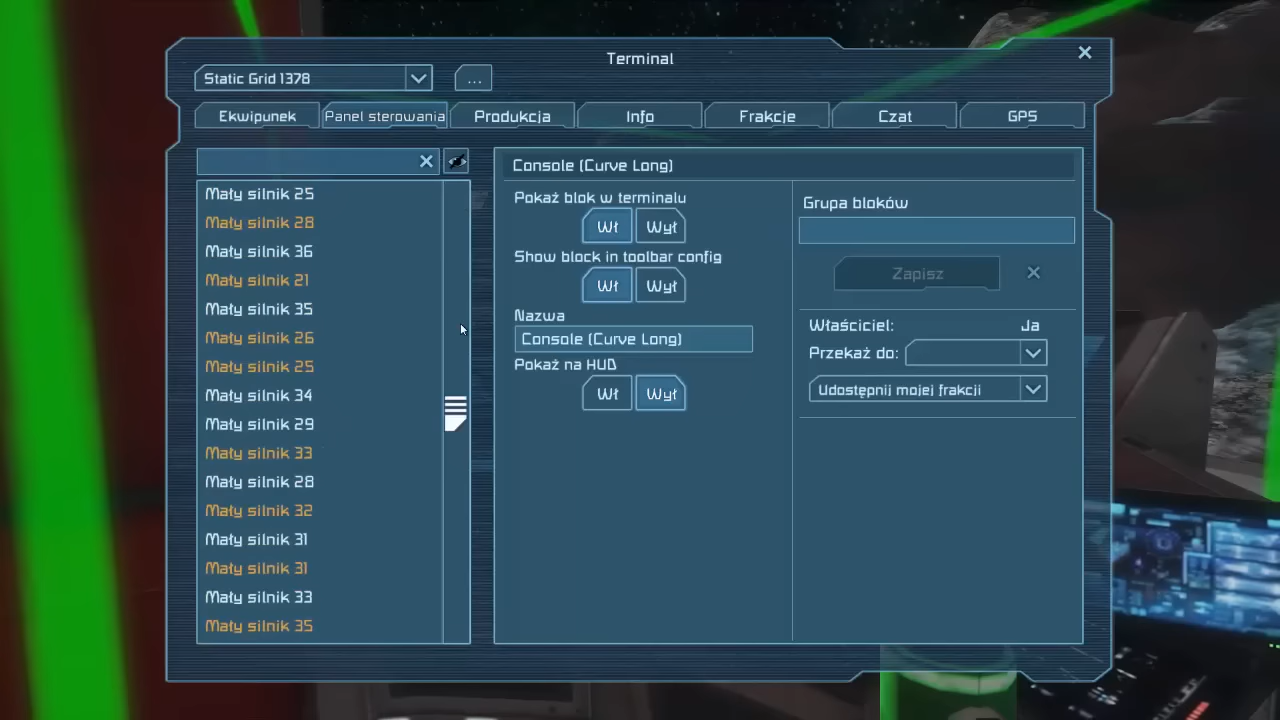 Terminal
Static Grid 1378
...
Ekwipunek
Panel sterowania
Produkcja
Info
Frakcje
Czat
GPS
Mały silnik 25
Mały silnik 28
Mały silnik 36
Mały silnik 21
Mały silnik 35
Mały silnik 26
Mały silnik 25
Mały silnik 34
Mały silnik 29
Mały silnik 33
Mały silnik 28
Mały silnik 32
Mały silnik 31
Mały silnik 31
Mały silnik 33
Mały silnik 35
Console (Curve Long)
Pokaż blok w terminalu
Wł Wył
Show block in toolbar config
Wł Wył
Nazwa
Console (Curve Long)
Pokaż na HUD
Wł Wył
Grupa bloków
Zapisz
Właściciel: Ja
Przekaż do:
Udostępnij mojej frakcji